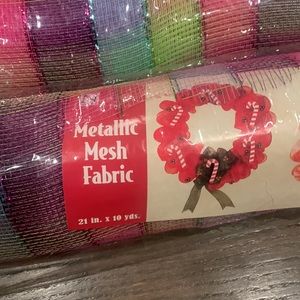 Metallic
Mesh
Fabric
21 in. x 10 yds.